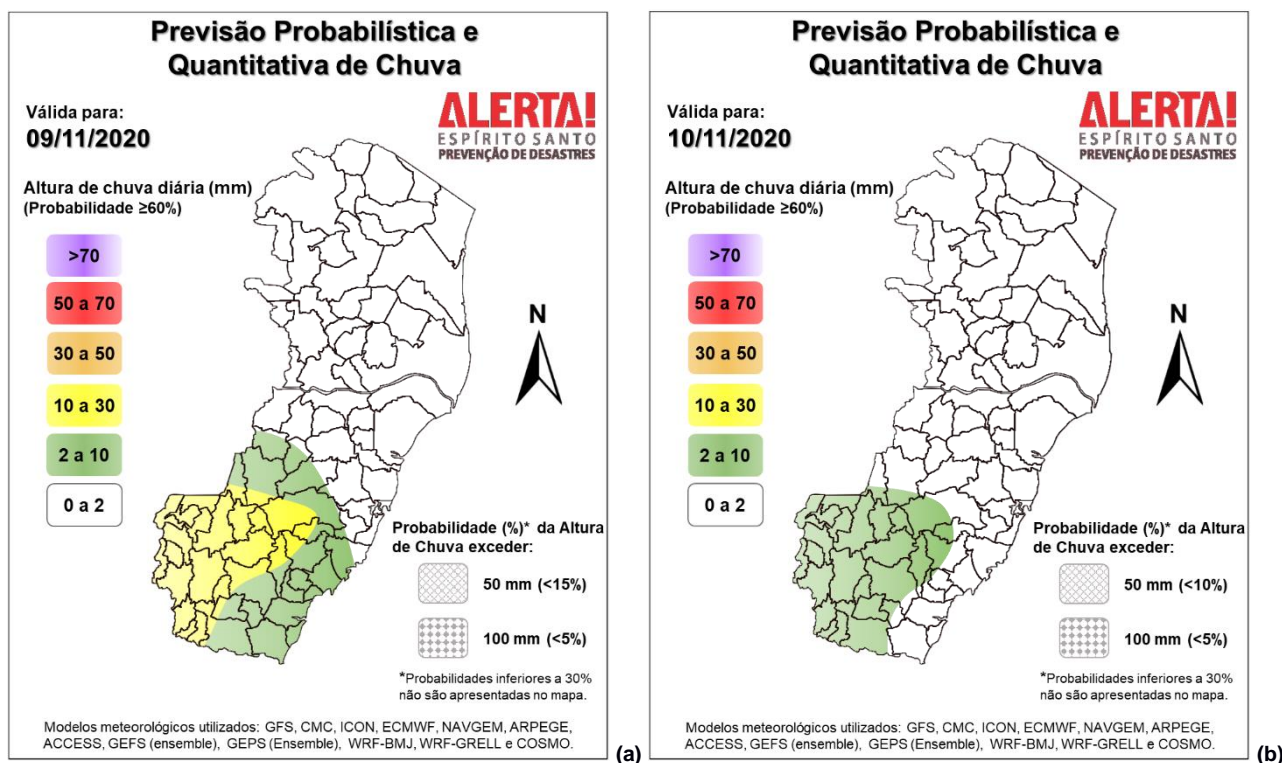 Previsão Probabilística e
Quantitativa de Chuva
Válida para:
09/11/2020
ALERTA!
ESPÍRITO SANTO
PREVENÇÃO DE DESASTRES
Altura de chuva diária (mm)
(Probabilidade ≥60%)
>70
50 a 70
30 a 50
10 a 30
2 a 10
0 a 2
N
Probabilidade (%)* da Altura
de Chuva exceder:
50 mm (<15%)
100 mm (<5%)
*Probabilidades inferiores a 30%
não são apresentadas no mapa.
Modelos meteorológicos utilizados: GFS, CMC, ICON, ECMWF, NAVGEM, ARPEGE,
ACCESS, GEFS (ensemble), GEPS (Ensemble), WRF-BMJ, WRF-GRELL e COSMO.
(a)
Previsão Probabilística e
Quantitativa de Chuva
Válida para:
10/11/2020
ALERTA!
ESPÍRITO SANTO
PREVENÇÃO DE DESASTRES
Altura de chuva diária (mm)
(Probabilidade ≥60%)
>70
50 a 70
30 a 50
10 a 30
2 a 10
0 a 2
N
Probabilidade (%)* da Altura
de Chuva exceder:
50 mm (<10%)
100 mm (<5%)
*Probabilidades inferiores a 30%
não são apresentadas no mapa.
Modelos meteorológicos utilizados: GFS, CMC, ICON, ECMWF, NAVGEM, ARPEGE,
ACCESS, GEFS (ensemble), GEPS (Ensemble), WRF-BMJ, WRF-GRELL e COSMO.
(b)